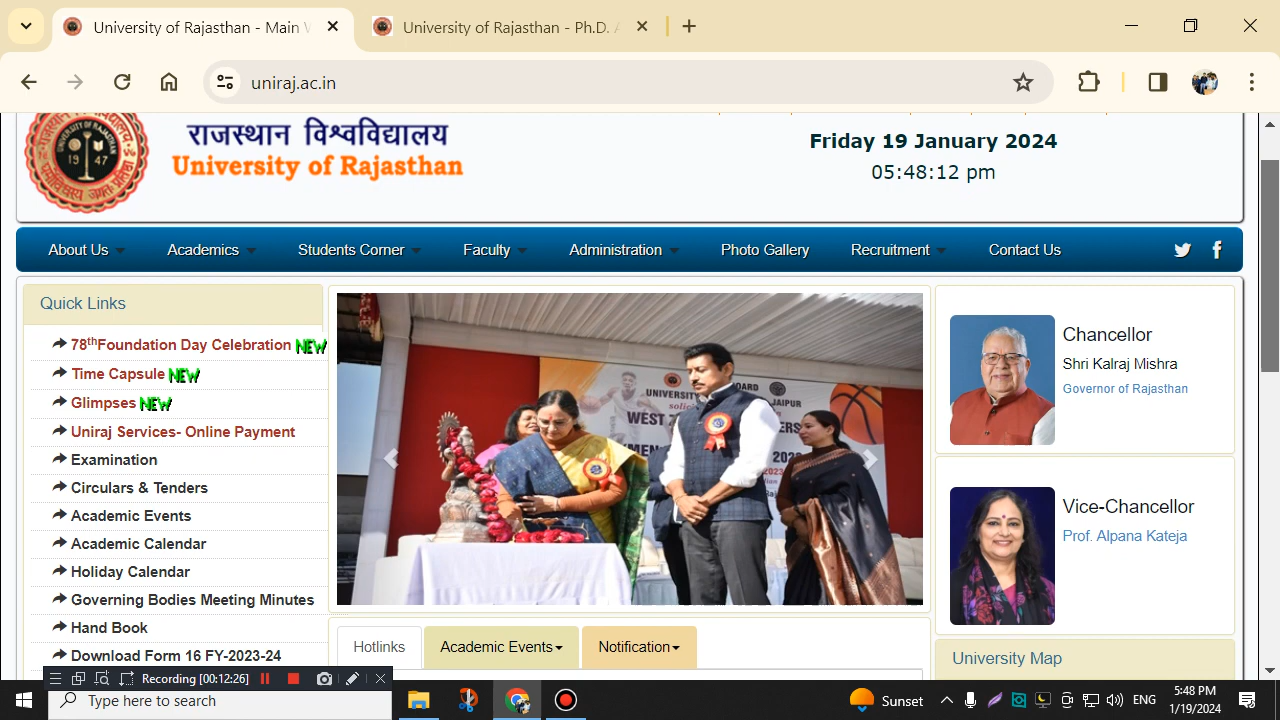 University of Rajasthan - Main
University of Rajasthan - Ph.D.
uniraj.ac.in
1947
राजस्थान विश्वविद्यालय
University of Rajasthan
Friday 19 January 2024
05:48:12 pm
About Us
Academics
Students Corner
Faculty
Administration
Photo Gallery
Recruitment
Contact Us
Quick Links
78thFoundation Day Celebration NEW
Time Capsule NEW
Glimpses NEW
Uniraj Services- Online Payment
Examination
Circulars & Tenders
Academic Events
Academic Calendar
Holiday Calendar
Governing Bodies Meeting Minutes
Hand Book
Download Form 16 FY-2023-24
UNIVERSITY
BOARD
JAIPUR
WEST
Chancellor
Shri Kalraj Mishra
Governor of Rajasthan
Vice-Chancellor
Prof. Alpana Kateja
Hotlinks
Academic Events
Notification
University Map
Recording [00:12:26]
Type here to search
Sunset
ENG
5:48 PM
1/19/2024